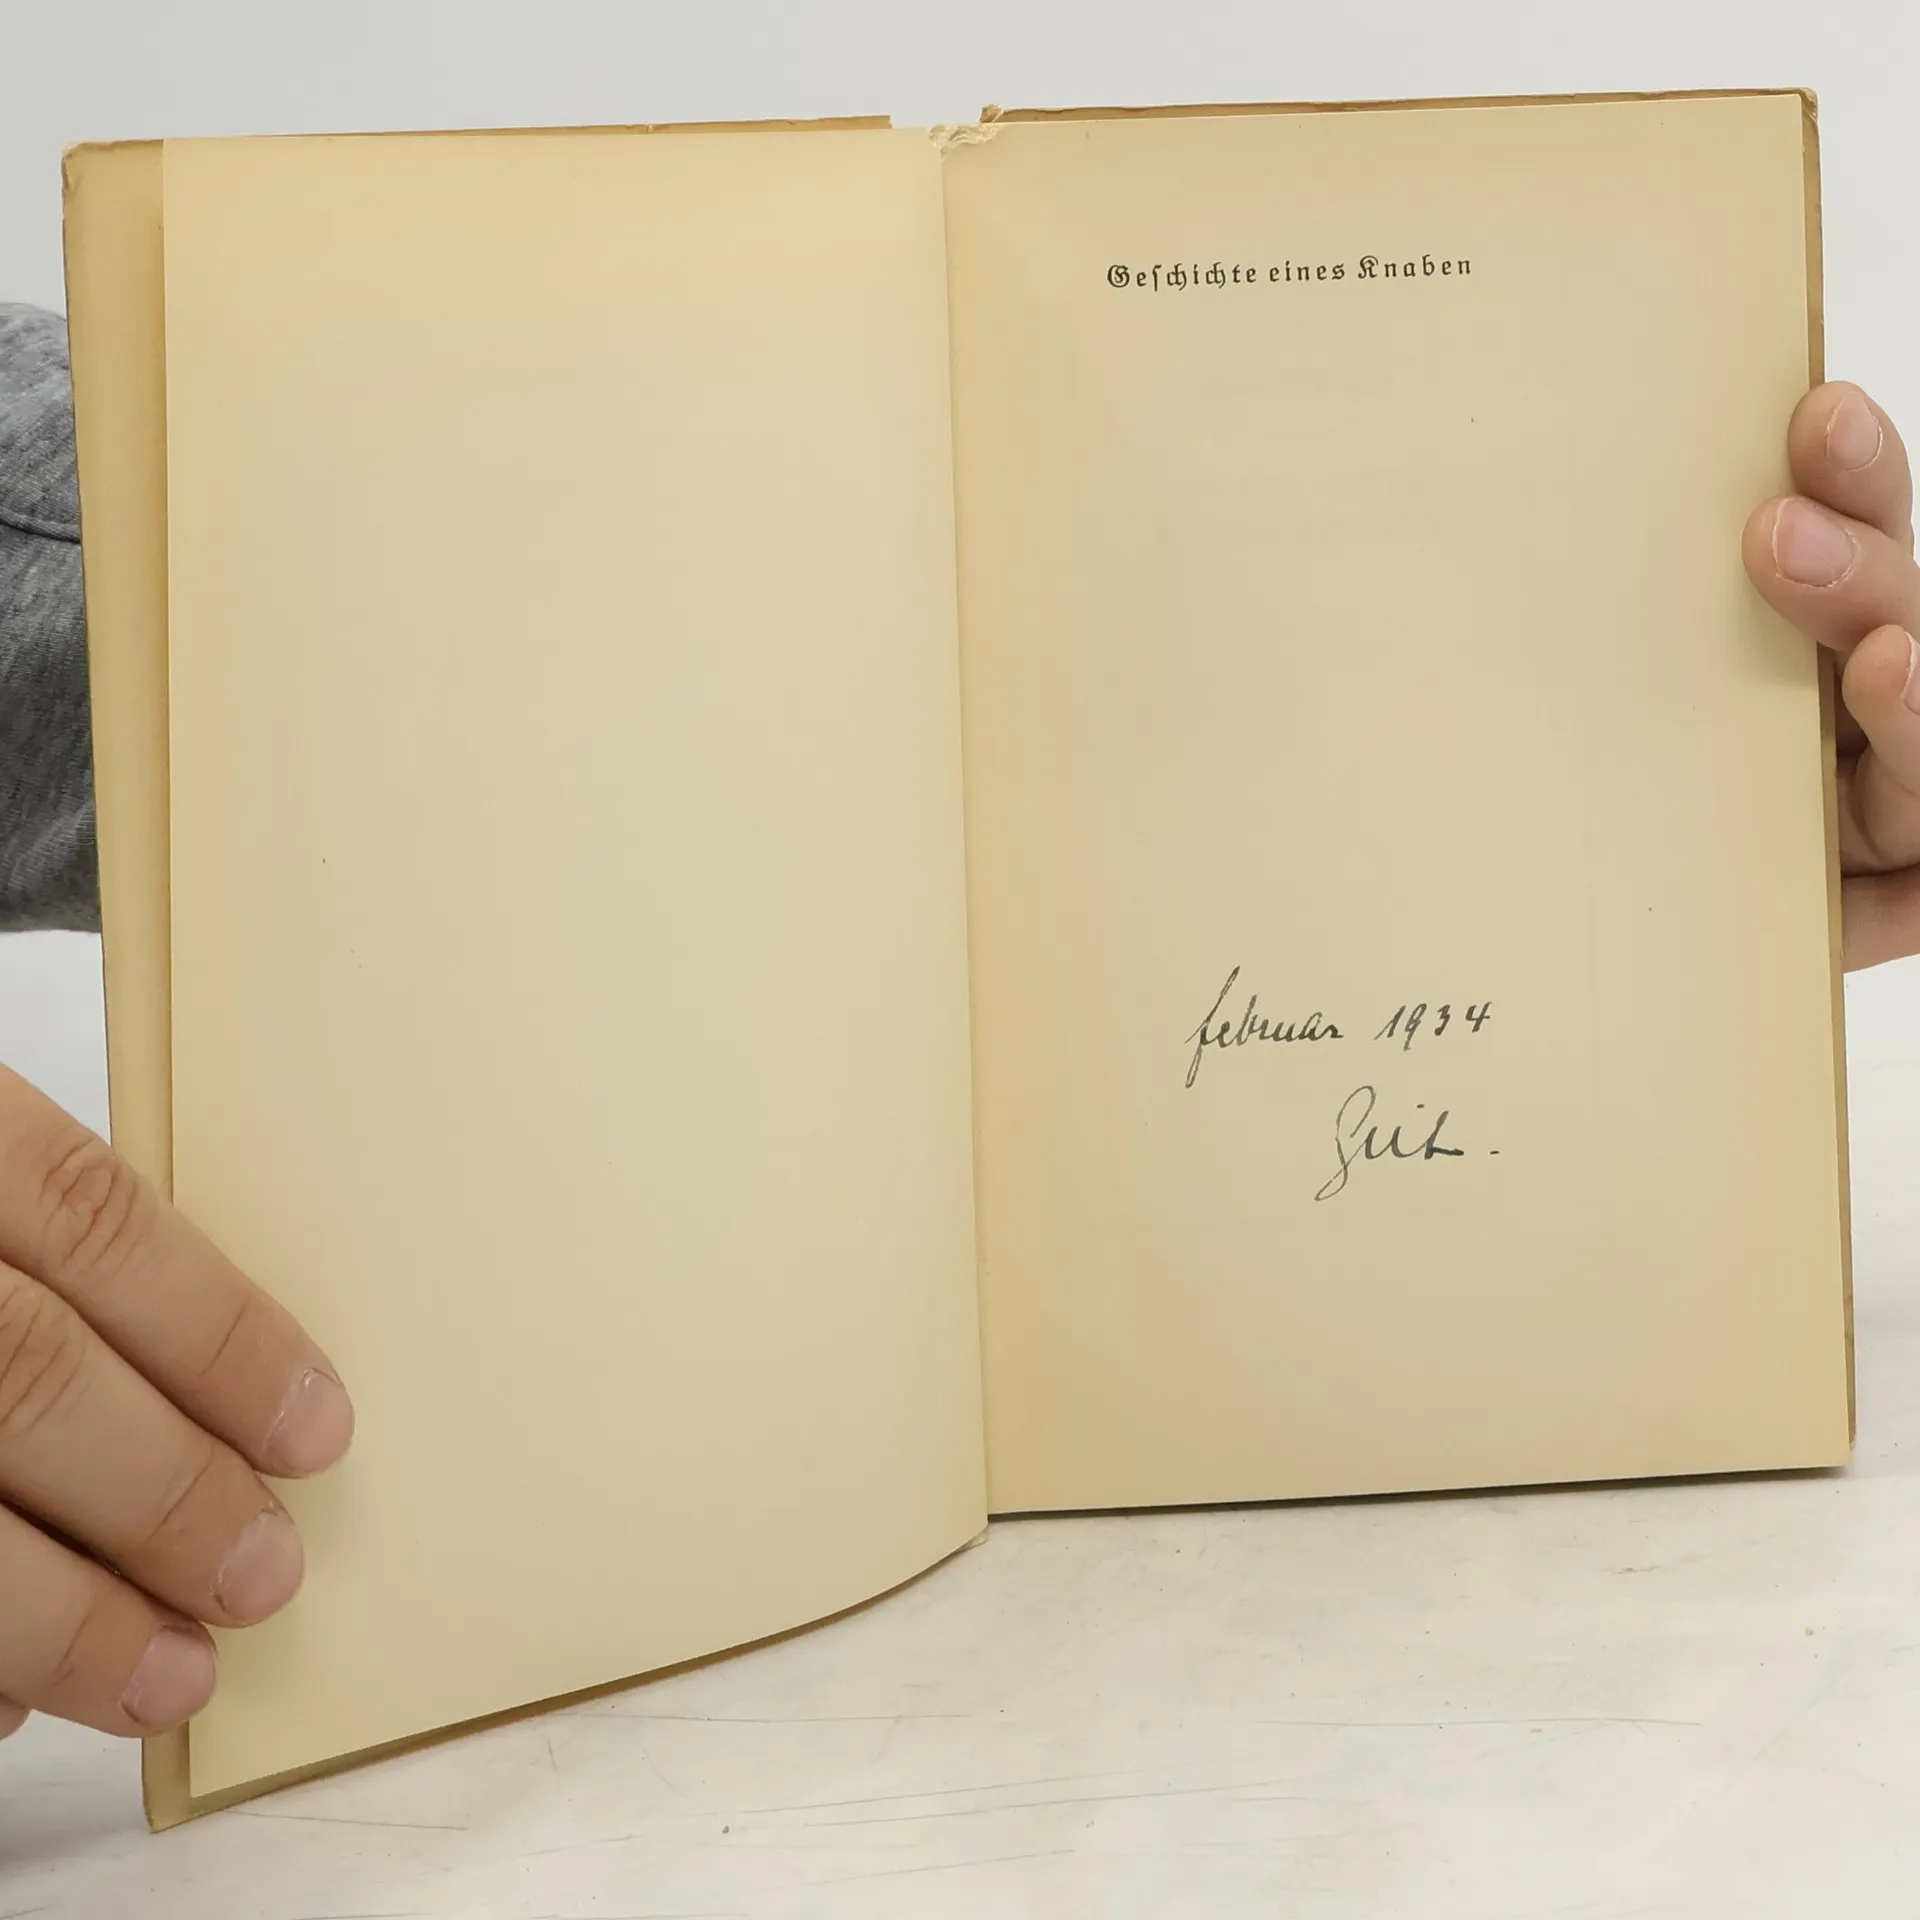 Geſchichte eines Knaben
februar 1934